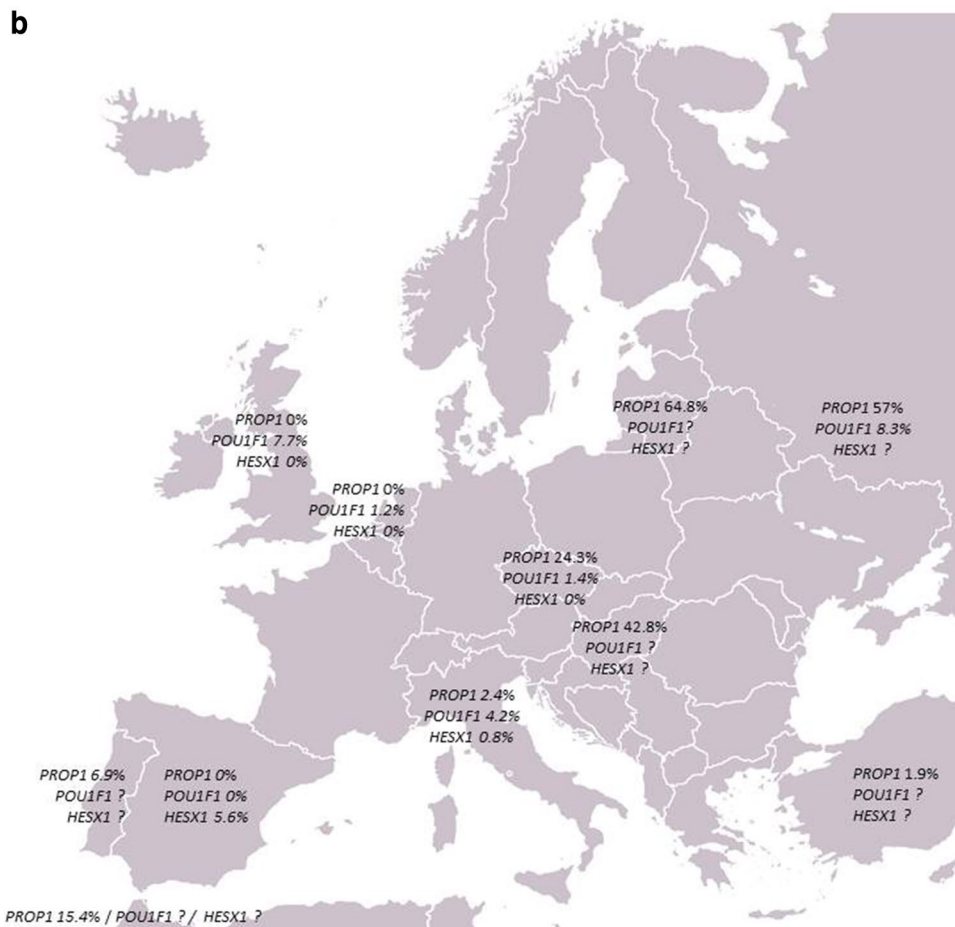 b
PROP1 0%
POU1F1 7.7%
HESX1 0%
PROP1 0%
POU1F1 1.2%
HESX1 0%
PROP1 64.8%
POU1F1 ?
HESX1 ?
PROP1 57%
POU1F1 8.3%
HESX1 ?
PROP1 24.3%
POU1F1 1.4%
HESX1 0%
PROP1 42.8%
POU1F1 ?
HESX1 ?
PROP1 2.4%
POU1F1 4.2%
HESX1 0.8%
PROP1 6.9%
POU1F1 ?
HESX1 ?
PROP1 0%
POU1F1 0%
HESX1 5.6%
PROP1 1.9%
POU1F1 ?
HESX1 ?
PROP1 15.4% / POU1F1 ? / HESX1 ?